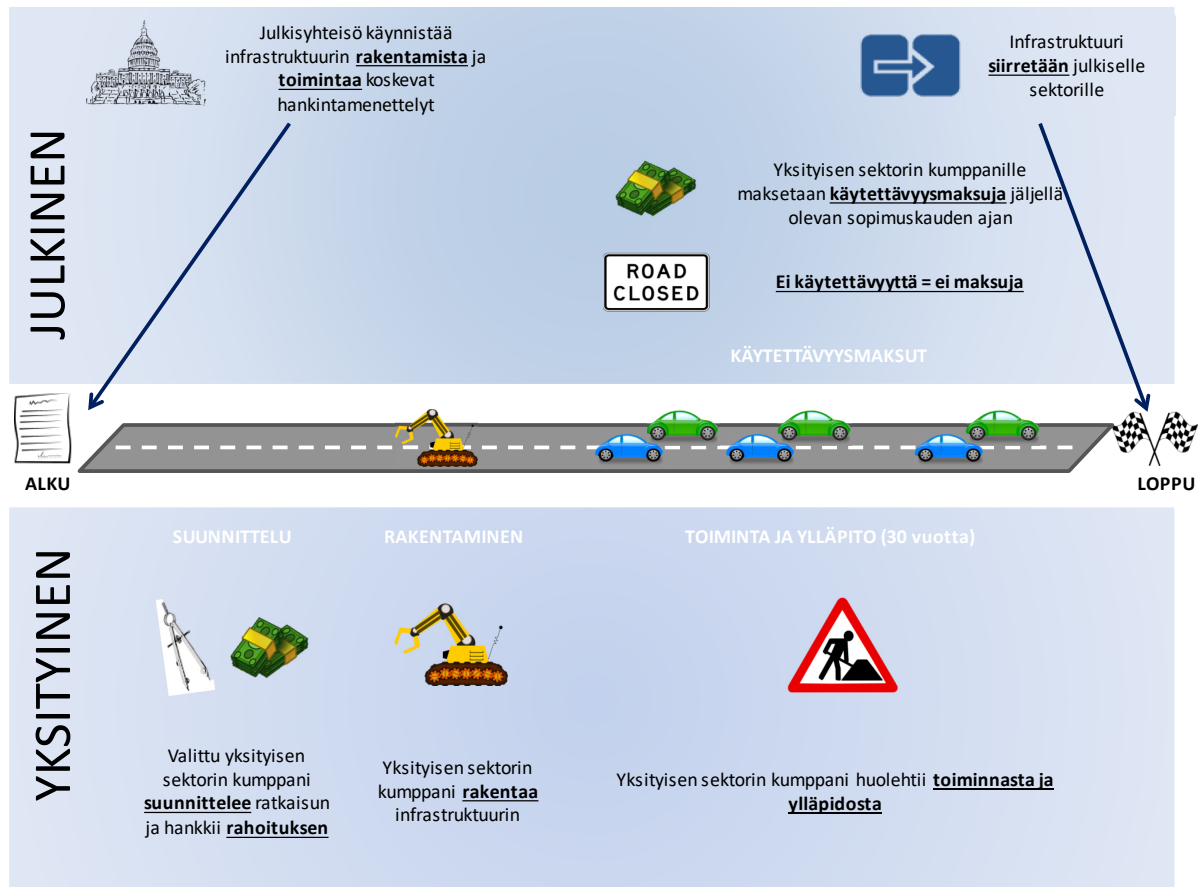 JULKINEN
Julkisyhteisö käynnistää
infrastruktuurin rakentamista ja
toimintaa koskevat
hankintamenettelyt
Infrastruktuuri
siirretään julkiselle
sektorille
Yksityisen sektorin kumppanille
maksetaan käytettävyysmaksuja jäljellä
olevan sopimuskauden ajan
ROAD
CLOSED
Ei käytettävyyttä = ei maksuja
KÄYTETTÄVYYSMAKSUT
ALKU
LOPPU
YKSITYINEN
SUUNNITTELU
RAKENTAMINEN
TOIMINTA JA YLLÄPITO (30 vuotta)
Valittu yksityisen
sektorin kumppani
suunnittelee ratkaisun
ja hankkii rahoituksen
Yksityisen sektorin
kumppani rakentaa
infrastruktuurin
Yksityisen sektorin kumppani huolehtii toiminnasta ja
ylläpidosta